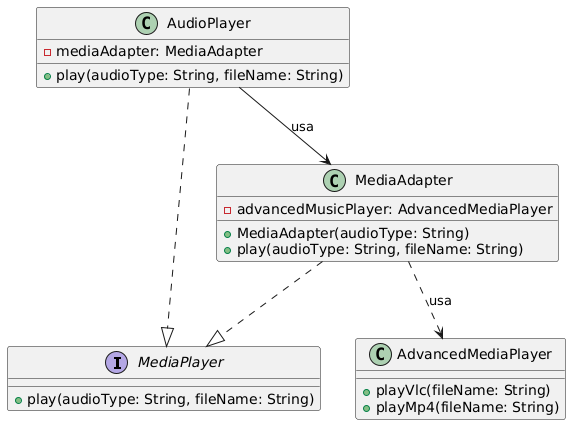 C AudioPlayer
mediaAdapter: MediaAdapter
play(audioType: String, fileName: String)
usa
C MediaAdapter
advancedMusicPlayer: AdvancedMediaPlayer
MediaAdapter(audioType: String)
play(audioType: String, fileName: String)
usa
I MediaPlayer
play(audioType: String, fileName: String)
C AdvancedMediaPlayer
playVlc(fileName: String)
playMp4(fileName: String)